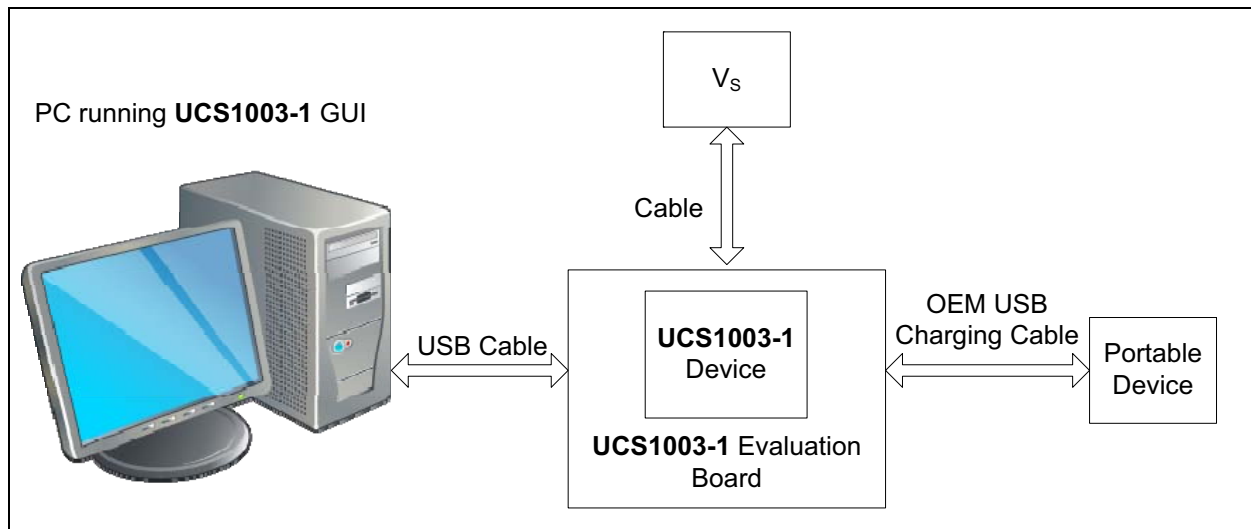 V_S
PC running UCS1003-1 GUI
Cable
USB Cable
UCS1003-1
Device
UCS1003-1 Evaluation
Board
OEM USB
Charging Cable
Portable
Device